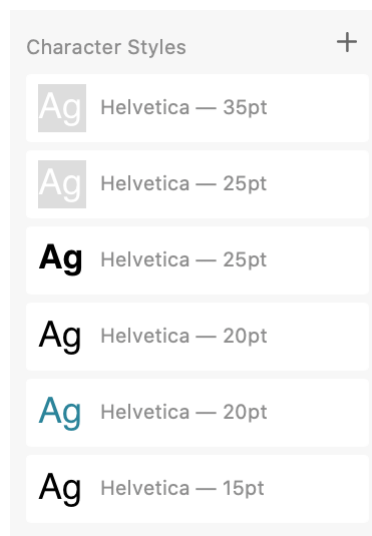 Character Styles +
Ag Helvetica — 35pt
Ag Helvetica — 25pt
Ag Helvetica — 25pt
Ag Helvetica — 20pt
Ag Helvetica — 20pt
Ag Helvetica — 15pt